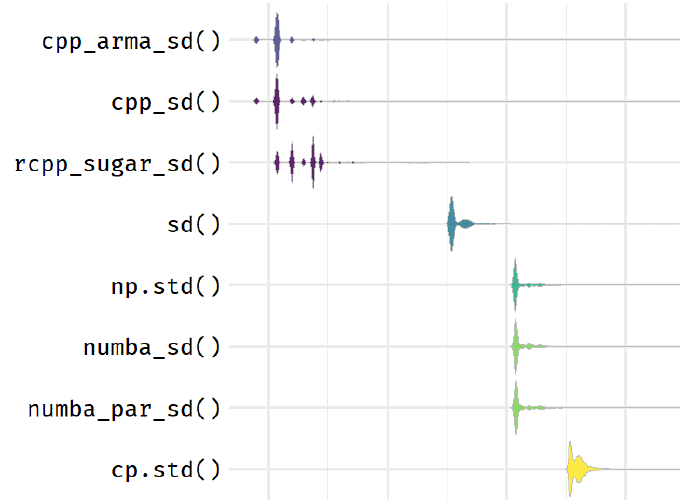 cpp_arma_sd()
cpp_sd()
rcpp_sugar_sd()
sd()
np.std()
numba_sd()
numba_par_sd()
cp.std()